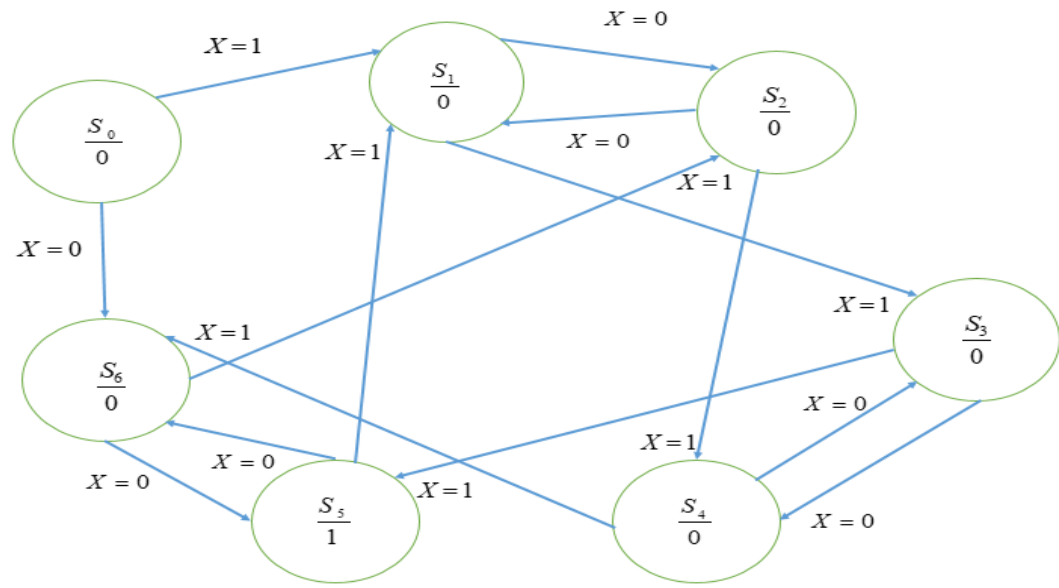 X = 0
X = 1
S₁
0
S₂
0
S₀
0
X = 0
X = 1
X = 1
X = 0
X = 1
X = 1
S₃
0
S₆
0
X = 0
X = 1
X = 0
X = 0
X = 1
S₅
1
S₄
0
X = 0